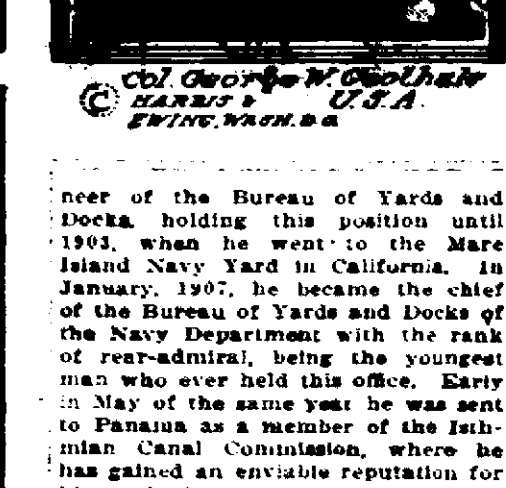 Col. George W. Goethals
© HARRIS & U.S.A.
EWING, WASH. D.C.
neer of the Bureau of Yards and
Docks, holding this position until
1903, when he went to the Mare
Island Navy Yard in California. In
January, 1907, he became the chief
of the Bureau of Yards and Docks of
the Navy Department with the rank
of rear-admiral, being the youngest
man who ever held this office. Early
in May of the same year he was sent
to Panama as a member of the Isth-
mian Canal Commission, where he
has gained an enviable reputation for